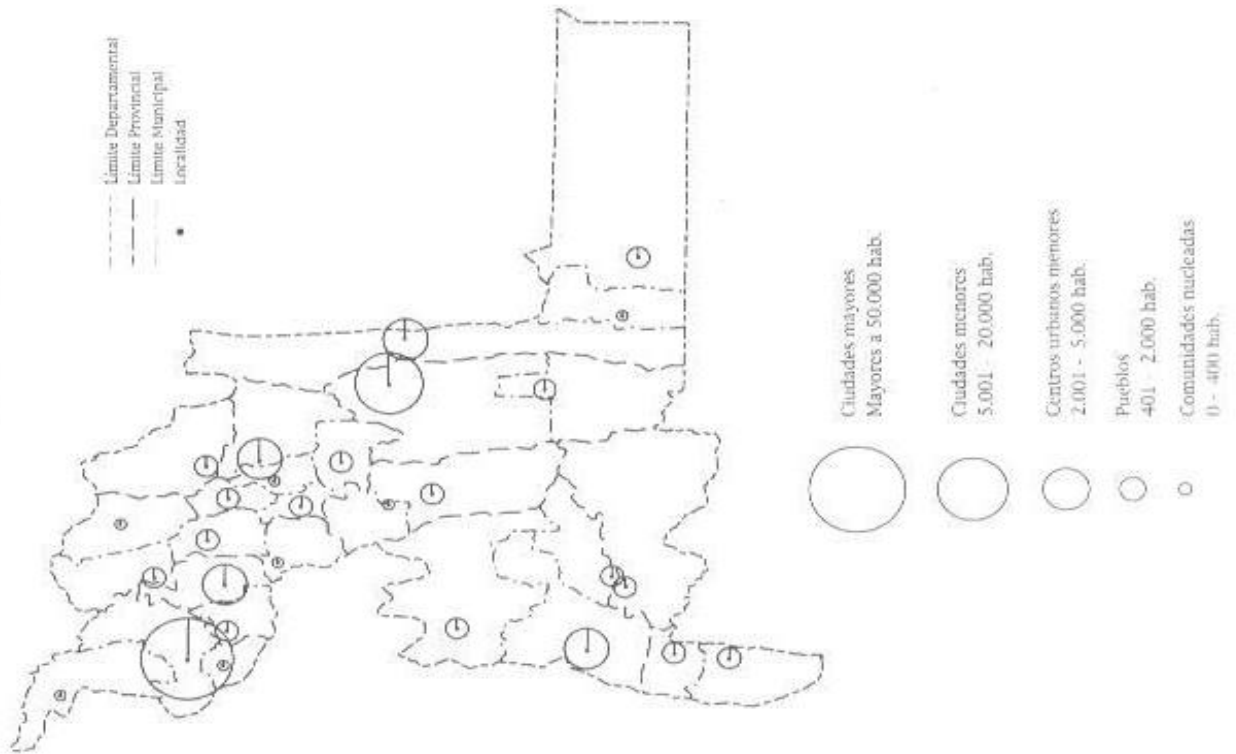 Límite Departamental
Límite Provincial
Límite Municipal
Localidad
Ciudades mayores
Mayores a 50.000 hab.
Ciudades menores
5.001 - 20.000 hab.
Centros urbanos menores
2.001 - 5.000 hab.
Pueblos
401 - 2.000 hab.
Comunidades nucleadas
0 - 400 hab.